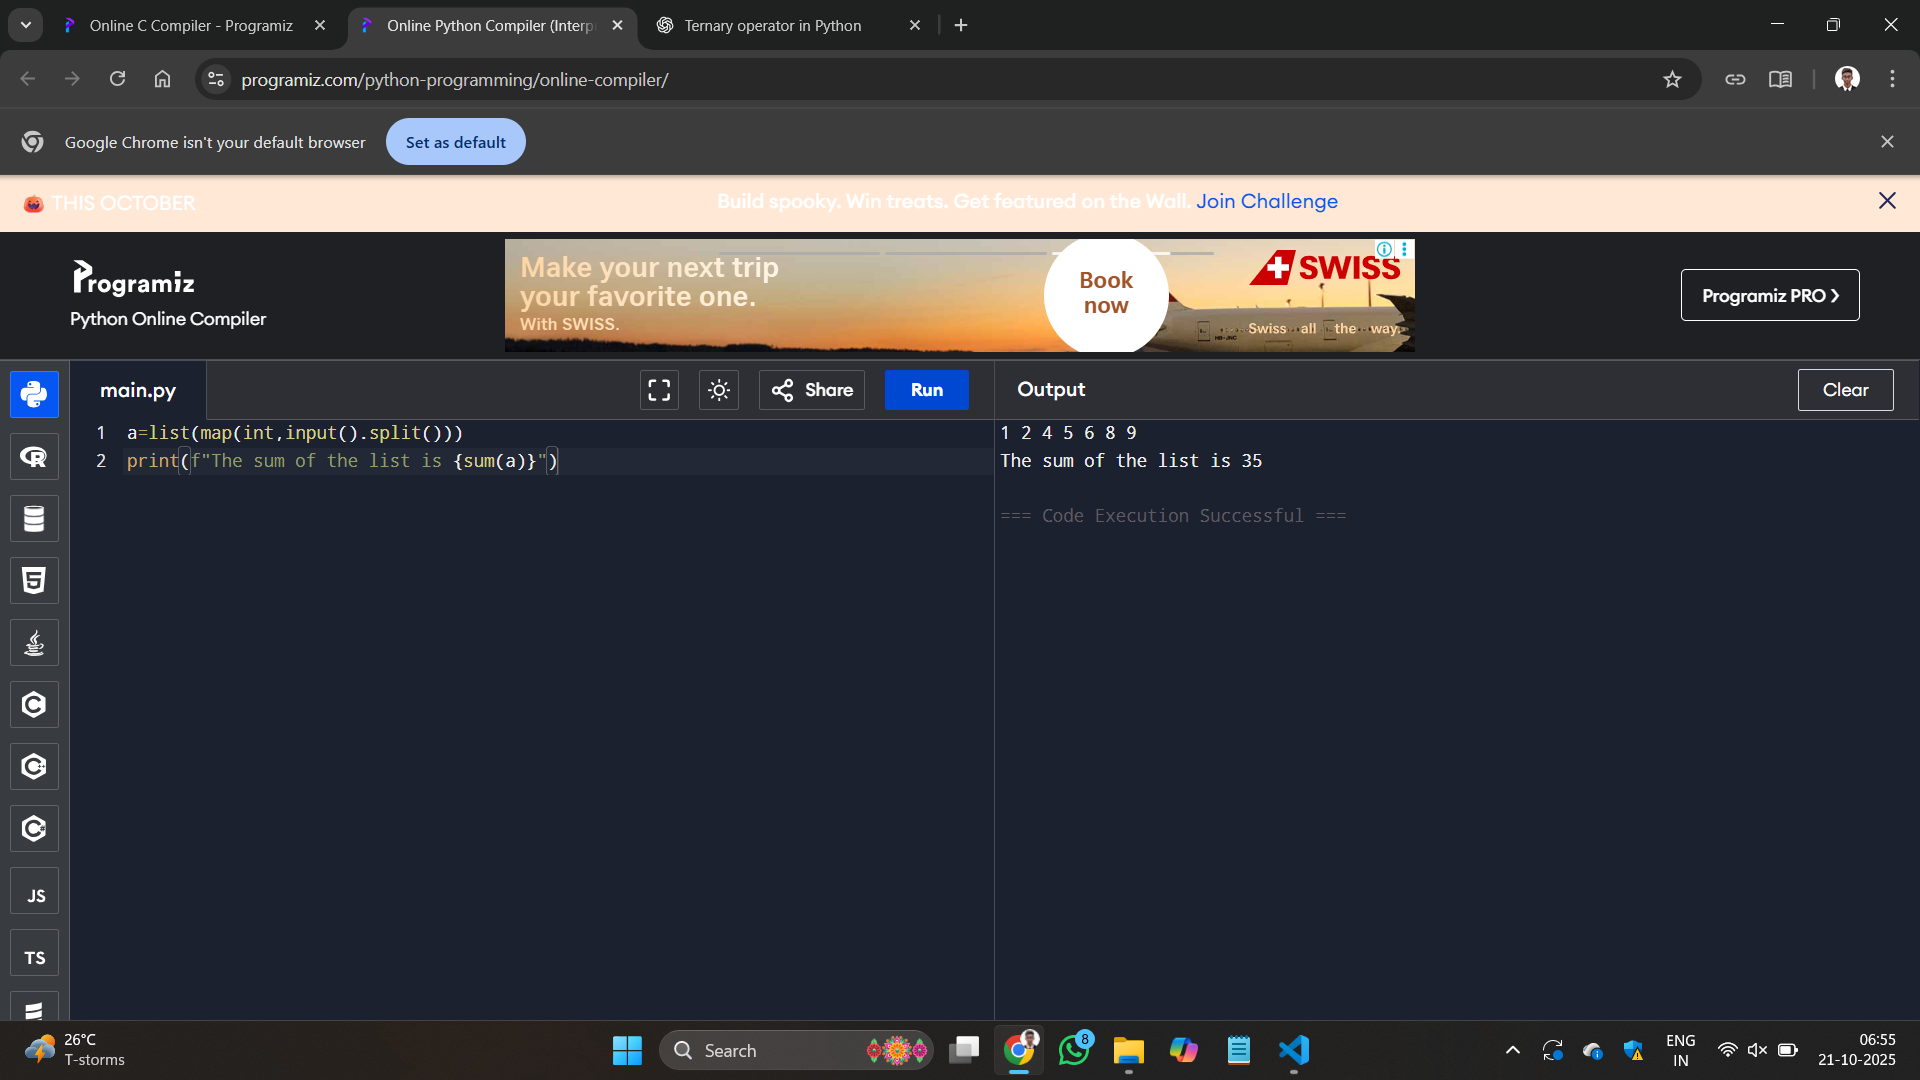 Online C Compiler - Programiz
Online Python Compiler (Interp
Ternary operator in Python
programiz.com/python-programming/online-compiler/
Google Chrome isn't your default browser
Set as default
THIS OCTOBER
Build spooky. Win treats. Get featured on the Wall. Join Challenge
Programiz
Python Online Compiler
Make your next trip
your favorite one.
With SWISS.
Book
now
SWISS
Swiss all the way.
HB-JNC
Programiz PRO ❯
main.py
Share
Run
Output
Clear
1 a=list(map(int,input().split()))
2 print(f"The sum of the list is {sum(a)}")
1 2 4 5 6 8 9
The sum of the list is 35
=== Code Execution Successful ===
R
5
C
C
C
JS
TS
26°C
T-storms
Search
8
ENG
IN
06:55
21-10-2025